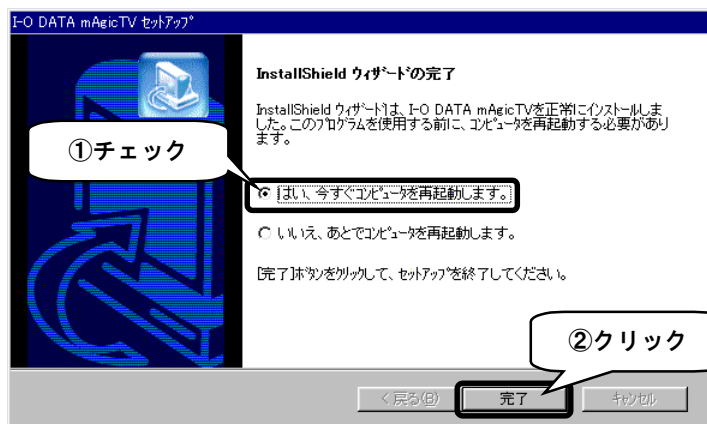 I-O DATA mAgicTV ｾｯﾄｱｯﾌﾟ
InstallShield ｳｨｻﾞｰﾄﾞの完了
InstallShield ｳｨｻﾞｰﾄﾞは、I-O DATA mAgicTVを正常にｲﾝｽﾄｰﾙしま
した。このﾌﾟﾛｸﾞﾗﾑを使用する前に、ｺﾝﾋﾟｭｰﾀを再起動する必要があり
ます。
①チェック
はい、今すぐｺﾝﾋﾟｭｰﾀを再起動します。
いいえ、あとでｺﾝﾋﾟｭｰﾀを再起動します。
[完了]ﾎﾞﾀﾝをｸﾘｯｸして、ｾｯﾄｱｯﾌﾟを終了してください。
②クリック
< 戻る(B)
完了
ｷｬﾝｾﾙ